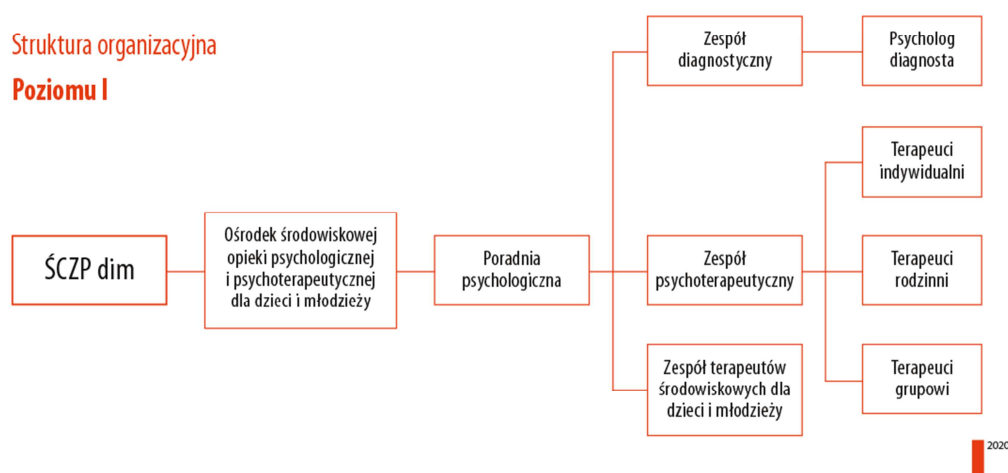 Struktura organizacyjna
Poziomu I
ŚCZP dim
Ośrodek środowiskowej
opieki psychologicznej
i psychoterapeutycznej
dla dzieci i młodzieży
Poradnia
psychologiczna
Zespół
diagnostyczny
Psycholog
diagnosta
Zespół
psychoterapeutyczny
Terapeuci
indywidualni
Terapeuci
rodzinni
Terapeuci
grupowi
Zespół terapeutów
środowiskowych dla
dzieci i młodzieży
2020